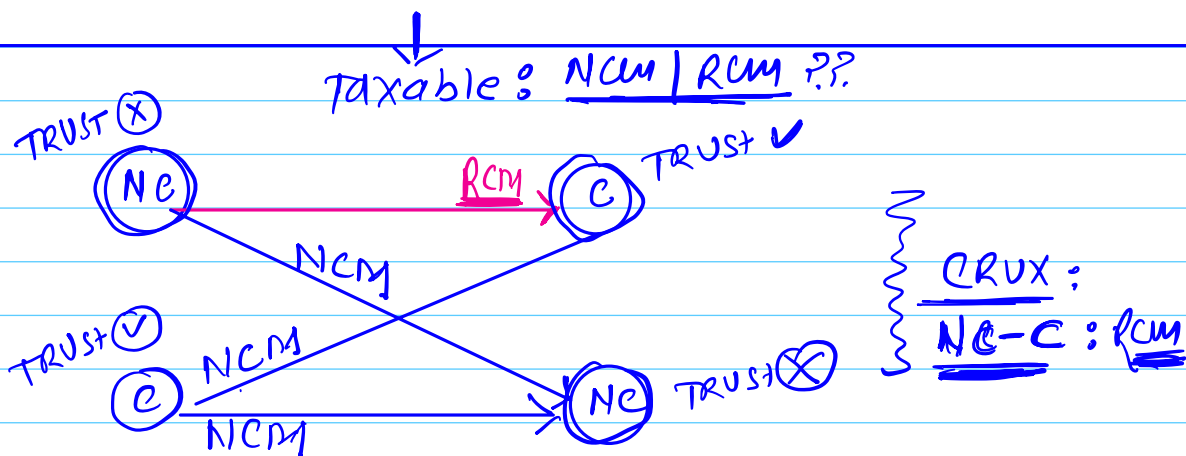 Taxable : NCM | RCM ??
TRUST X
NC
RCM
C
TRUST ✓
NCM
CRUX :
NC-C : RCM
TRUST ✓
C
NCM
NCM
NC
TRUST X